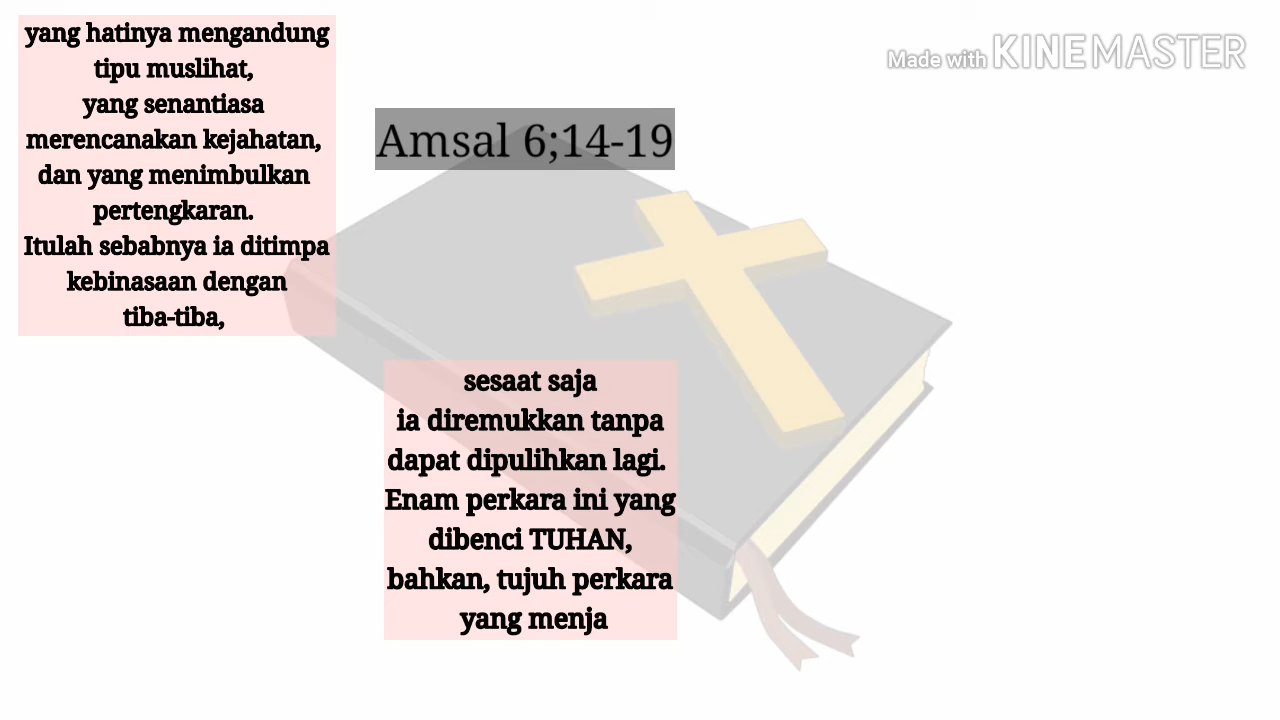 yang hatinya mengandung
tipu muslihat,
yang senantiasa
merencanakan kejahatan,
dan yang menimbulkan
pertengkaran.
Itulah sebabnya ia ditimpa
kebinasaan dengan
tiba-tiba,
Made with KINEMASTER
Amsal 6;14-19
sesaat saja
ia diremukkan tanpa
dapat dipulihkan lagi.
Enam perkara ini yang
dibenci TUHAN,
bahkan, tujuh perkara
yang menja